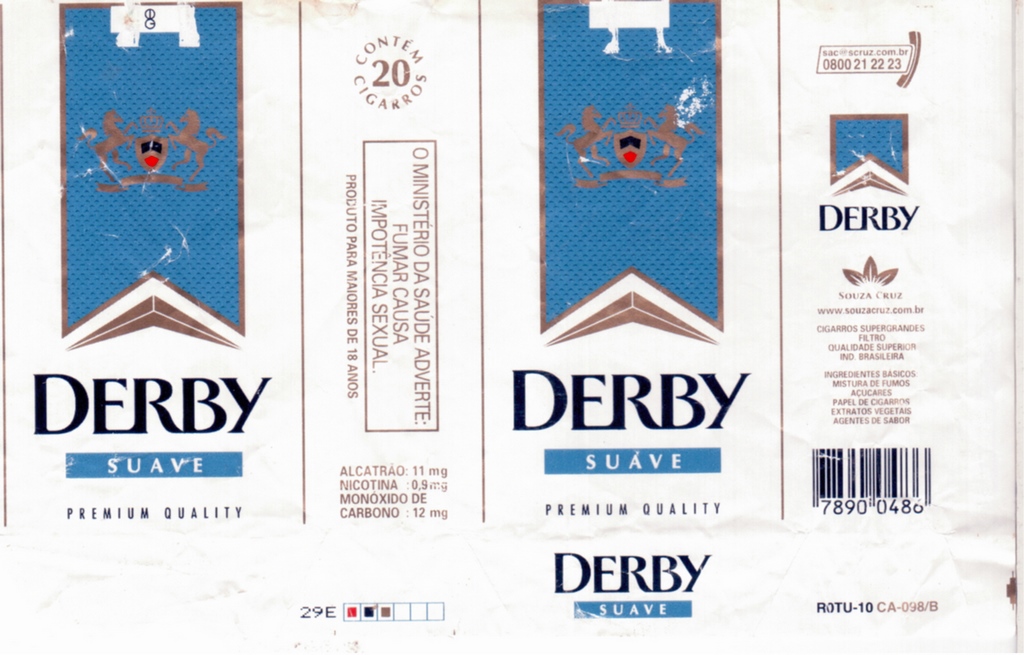 8
DERBY
SUAVE
PREMIUM QUALITY
CONTÉM
20
CIGARROS
O MINISTÉRIO DA SAÚDE ADVERTE:
FUMAR CAUSA
IMPOTÊNCIA SEXUAL.
PRODUTO PARA MAIORES DE 18 ANOS
ALCATRÃO: 11 mg
NICOTINA : 0,9mg
MONÓXIDO DE
CARBONO : 12 mg
DERBY
SUAVE
PREMIUM QUALITY
sac@scruz.com.br
0800 21 22 23
DERBY
SOUZA CRUZ
www.souzacruz.com.br
CIGARROS SUPERGRANDES
FILTRO
QUALIDADE SUPERIOR
IND. BRASILEIRA
INGREDIENTES BÁSICOS
MISTURA DE FUMOS
AÇÚCARES
PAPEL DE CIGARROS
EXTRATOS VEGETAIS
AGENTES DE SABOR
7890 0486
29E
DERBY
SUAVE
R0TU-10 CA-098/B